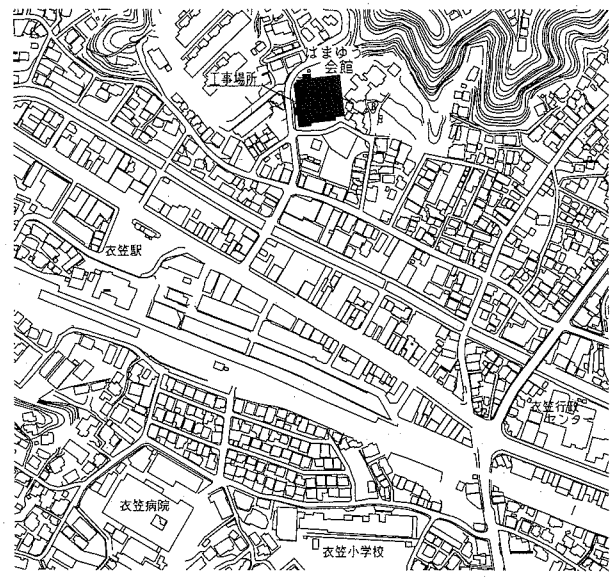 はまゆう
会館
工事場所
衣笠駅
衣笠行政
センター
衣笠病院
衣笠小学校